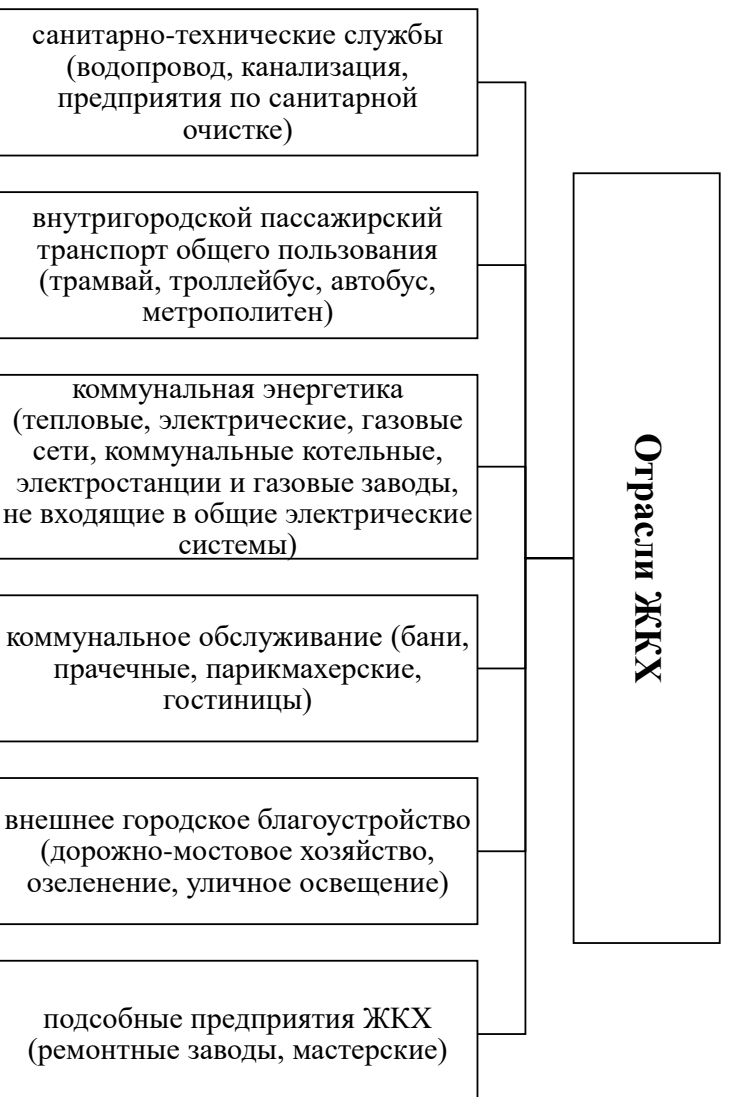 санитарно-технические службы
(водопровод, канализация,
предприятия по санитарной
очистке)
внутригородской пассажирский
транспорт общего пользования
(трамвай, троллейбус, автобус,
метрополитен)
коммунальная энергетика
(тепловые, электрические, газовые
сети, коммунальные котельные,
электростанции и газовые заводы,
не входящие в общие электрические
системы)
коммунальное обслуживание (бани,
прачечные, парикмахерские,
гостиницы)
внешнее городское благоустройство
(дорожно-мостовое хозяйство,
озеленение, уличное освещение)
подсобные предприятия ЖКХ
(ремонтные заводы, мастерские)
Отрасли ЖКХ